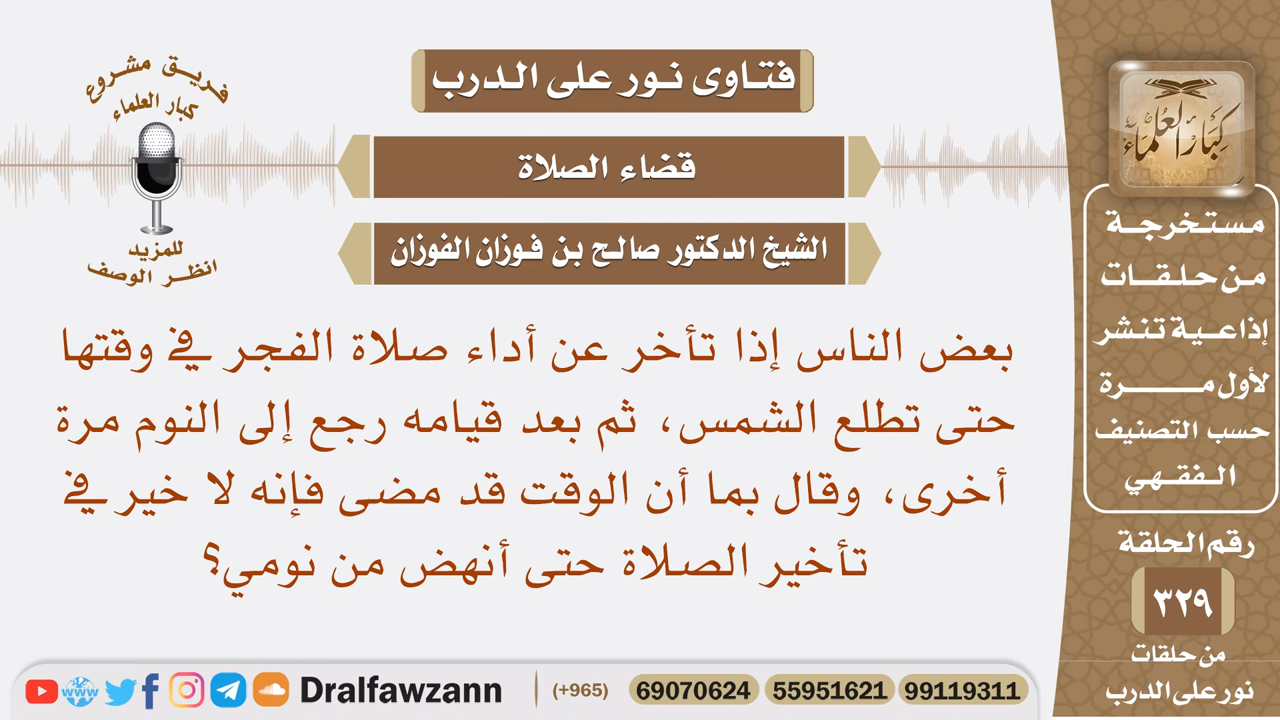 فتاوى نور على الدرب
قضاء الصلاة
الشيخ الدكتور صالح بن فوزان الفوزان
بعض الناس إذا تأخر عن أداء صلاة الفجر في وقتها
حتى تطلع الشمس، ثم بعد قيامه رجع إلى النوم مرة
أخرى، وقال بما أن الوقت قد مضى فإنه لا خير في
تأخير الصلاة حتى أنهض من نومي؟
فريق مشروع
كبار العلماء
للمزيد
انظر الوصف
كبار العلماء
مستخرجة
من حلقات
إذاعية تنشر
لأول مرة
حسب التصنيف
الفقهي
رقم الحلقة
٣٢٩
من حلقات
نور على الدرب
www Dralfawzann (+965) 69070624 55951621 99119311